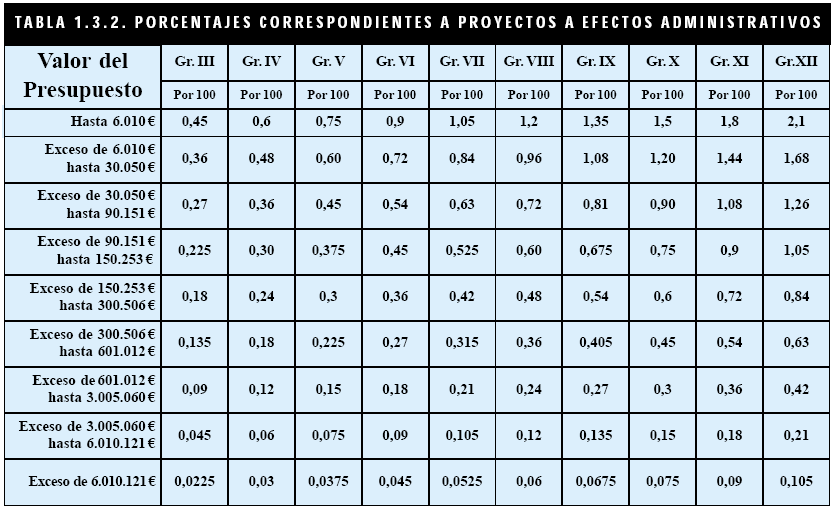 TABLA 1.3.2. PORCENTAJES CORRESPONDIENTES A PROYECTOS A EFECTOS ADMINISTRATIVOS
Valor del Presupuesto Gr. III Gr. IV Gr. V Gr. VI Gr. VII Gr. VIII Gr. IX Gr. X Gr. XI Gr.XII
Por 100 Por 100 Por 100 Por 100 Por 100 Por 100 Por 100 Por 100 Por 100 Por 100
Hasta 6.010 € 0,45 0,6 0,75 0,9 1,05 1,2 1,35 1,5 1,8 2,1
Exceso de 6.010 €
hasta 30.050 € 0,36 0,48 0,60 0,72 0,84 0,96 1,08 1,20 1,44 1,68
Exceso de 30.050 €
hasta 90.151 € 0,27 0,36 0,45 0,54 0,63 0,72 0,81 0,90 1,08 1,26
Exceso de 90.151 €
hasta 150.253 € 0,225 0,30 0,375 0,45 0,525 0,60 0,675 0,75 0,9 1,05
Exceso de 150.253 €
hasta 300.506 € 0,18 0,24 0,3 0,36 0,42 0,48 0,54 0,6 0,72 0,84
Exceso de 300.506 €
hasta 601.012 € 0,135 0,18 0,225 0,27 0,315 0,36 0,405 0,45 0,54 0,63
Exceso de 601.012 €
hasta 3.005.060 € 0,09 0,12 0,15 0,18 0,21 0,24 0,27 0,3 0,36 0,42
Exceso de 3.005.060 €
hasta 6.010.121 € 0,045 0,06 0,075 0,09 0,105 0,12 0,135 0,15 0,18 0,21
Exceso de 6.010.121 € 0,0225 0,03 0,0375 0,045 0,0525 0,06 0,0675 0,075 0,09 0,105